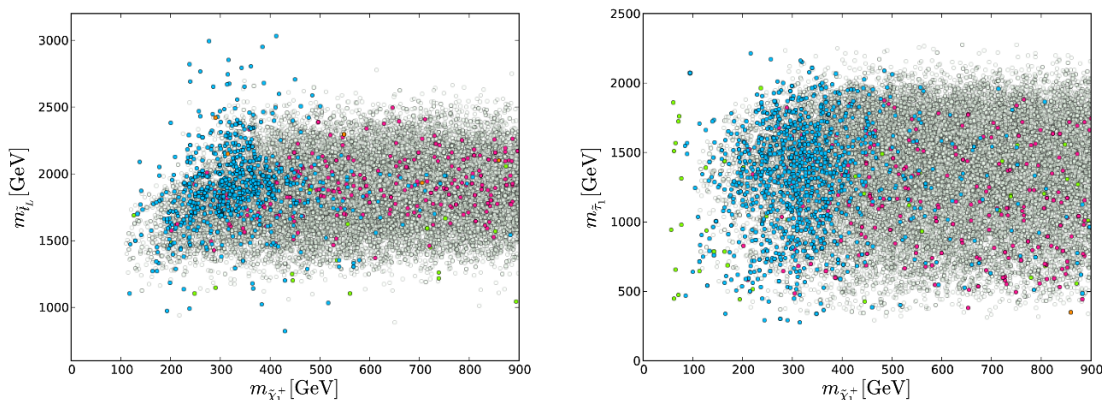 3000
2500
2000
1500
1000
m_{\tilde{l}_L} [GeV]
0 100 200 300 400 500 600 700 800 900
m_{\tilde{\chi}_1^+} [GeV]
2500
2000
1500
1000
500
0
m_{\tilde{\tau}_1} [GeV]
0 100 200 300 400 500 600 700 800 900
m_{\tilde{\chi}_1^+} [GeV]